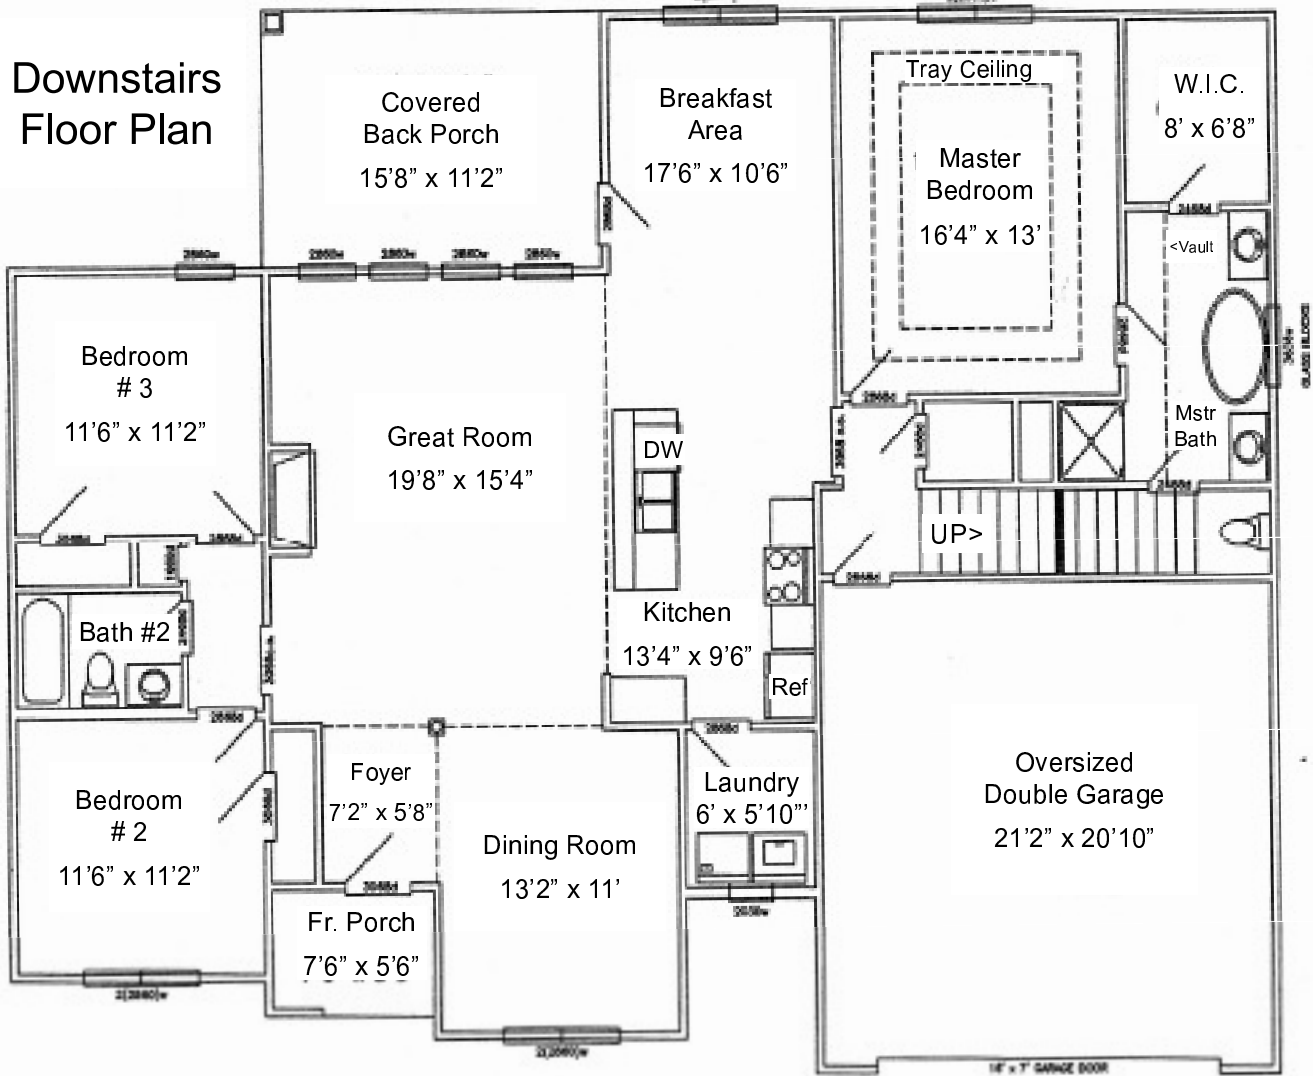 Downstairs
Floor Plan
Covered
Back Porch
15’8” x 11’2”
Breakfast
Area
17’6” x 10’6”
Tray Ceiling
Master
Bedroom
16’4” x 13’
W.I.C.
8’ x 6’8”
<Vault
Mstr
Bath
Bedroom
# 3
11’6” x 11’2”
Great Room
19’8” x 15’4”
DW
UP>
Kitchen
13’4” x 9’6”
Ref
Bath #2
Bedroom
# 2
11’6” x 11’2”
Foyer
7’2” x 5’8”
Laundry
6’ x 5’10”’
Dining Room
13’2” x 11’
Fr. Porch
7’6” x 5’6”
Oversized
Double Garage
21’2” x 20’10”
16' x 7' GARAGE DOOR